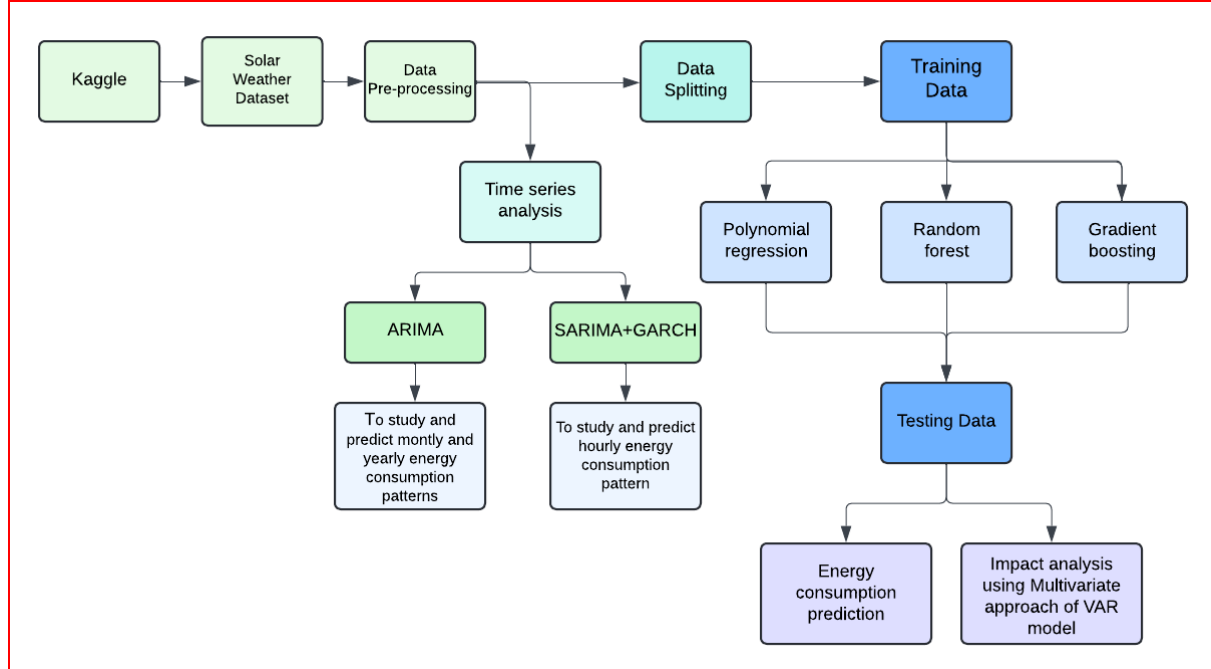 Kaggle
Solar
Weather
Dataset
Data
Pre-processing
Data
Splitting
Training
Data
Time series
analysis
Polynomial
regression
Random
forest
Gradient
boosting
ARIMA
SARIMA+GARCH
To study and
predict montly and
yearly energy
consumption
patterns
To study and predict
hourly energy
consumption
pattern
Testing Data
Energy
consumption
prediction
Impact analysis
using Multivariate
approach of VAR
model